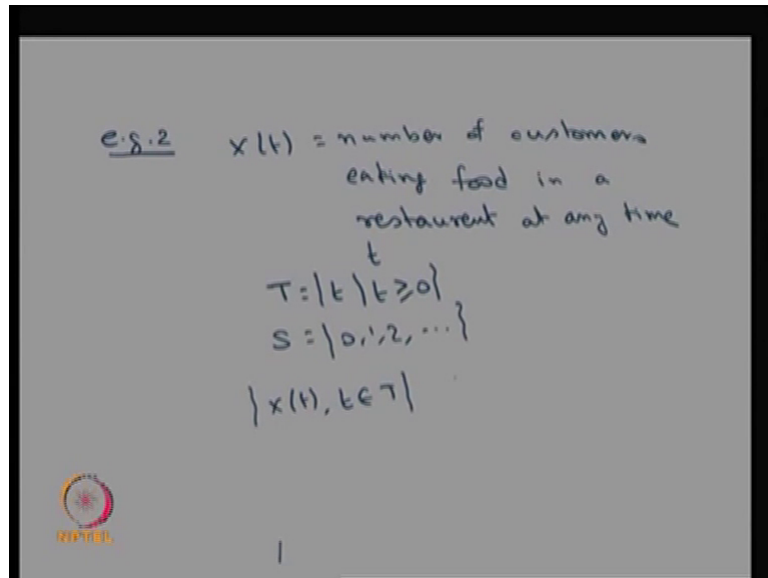 e.g.2 x(t) = number of customers
eating food in a
restaurent at any time
t
T = {t | t ≥ 0}
S = {0, 1, 2, ...}
{x(t), t ∈ T}
NPTEL